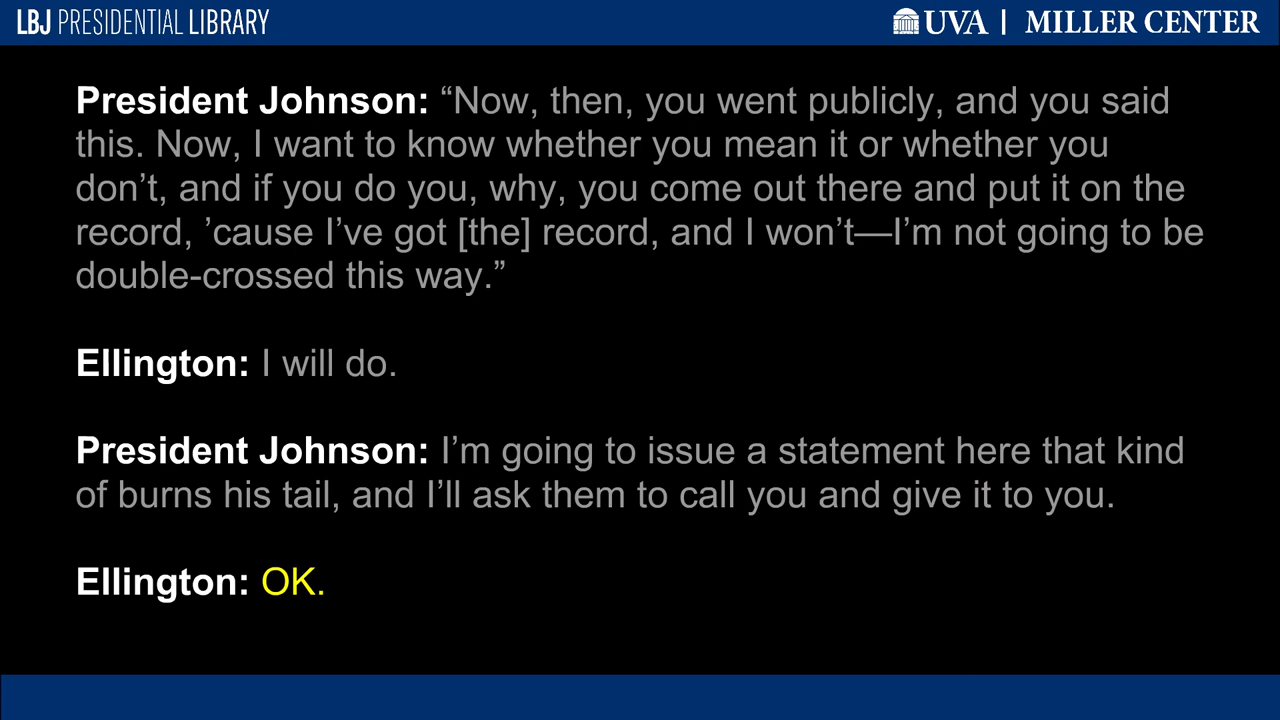 LBJ PRESIDENTIAL LIBRARY
UVA | MILLER CENTER
President Johnson: “Now, then, you went publicly, and you said
this. Now, I want to know whether you mean it or whether you
don’t, and if you do you, why, you come out there and put it on the
record, ’cause I’ve got [the] record, and I won’t—I’m not going to be
double-crossed this way.”
Ellington: I will do.
President Johnson: I’m going to issue a statement here that kind
of burns his tail, and I’ll ask them to call you and give it to you.
Ellington: OK.